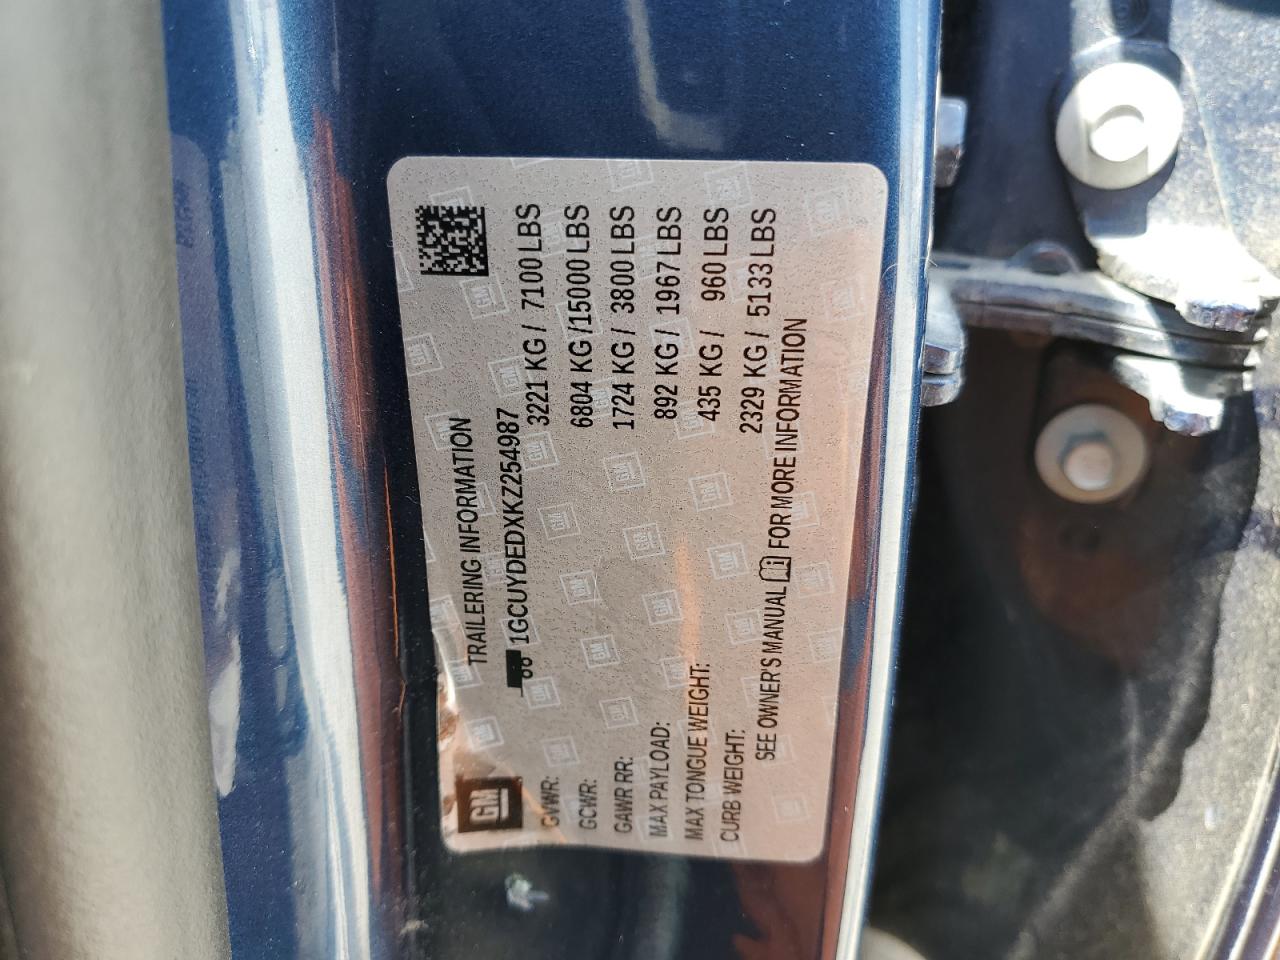 TRAILERING INFORMATION
1GCUYDEDXKZ254987
GM
GVWR: 3221 KG / 7100 LBS
GCWR: 6804 KG /15000 LBS
GAWR RR: 1724 KG / 3800 LBS
MAX PAYLOAD: 892 KG / 1967 LBS
MAX TONGUE WEIGHT: 435 KG / 960 LBS
CURB WEIGHT: 2329 KG / 5133 LBS
SEE OWNER'S MANUAL FOR MORE INFORMATION